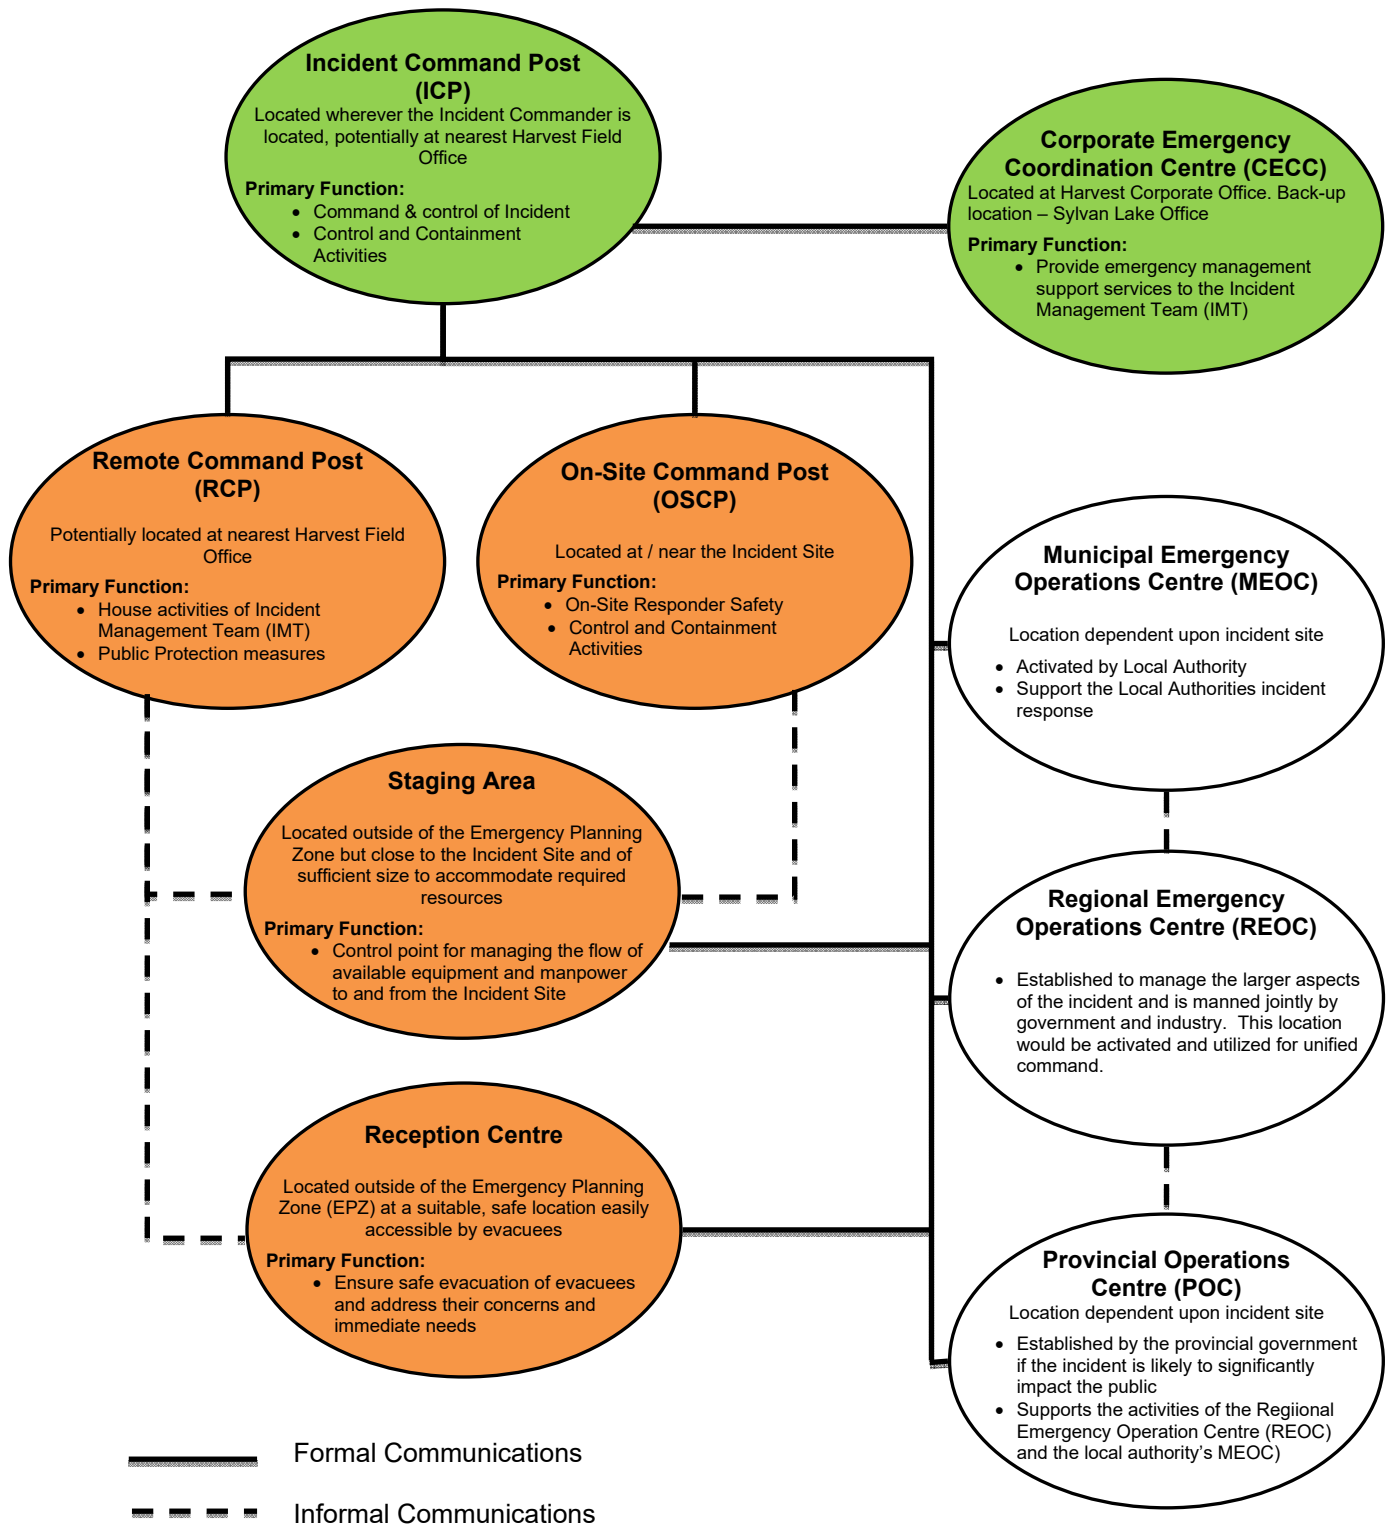 Incident Command Post
(ICP)
Located wherever the Incident Commander is
located, potentially at nearest Harvest Field
Office
Primary Function:
• Command & control of Incident
• Control and Containment
Activities
Corporate Emergency
Coordination Centre (CECC)
Located at Harvest Corporate Office. Back-up
location – Sylvan Lake Office
Primary Function:
• Provide emergency management
support services to the Incident
Management Team (IMT)
Remote Command Post
(RCP)
Potentially located at nearest Harvest Field
Office
Primary Function:
• House activities of Incident
Management Team (IMT)
• Public Protection measures
On-Site Command Post
(OSCP)
Located at / near the Incident Site
Primary Function:
• On-Site Responder Safety
• Control and Containment
Activities
Municipal Emergency
Operations Centre (MEOC)
Location dependent upon incident site
• Activated by Local Authority
• Support the Local Authorities incident
response
Staging Area
Located outside of the Emergency Planning
Zone but close to the Incident Site and of
sufficient size to accommodate required
resources
Primary Function:
• Control point for managing the flow of
available equipment and manpower
to and from the Incident Site
Regional Emergency
Operations Centre (REOC)
• Established to manage the larger aspects
of the incident and is manned jointly by
government and industry.  This location
would be activated and utilized for unified
command.
Reception Centre
Located outside of the Emergency Planning
Zone (EPZ) at a suitable, safe location easily
accessible by evacuees
Primary Function:
• Ensure safe evacuation of evacuees
and address their concerns and
immediate needs
Provincial Operations
Centre (POC)
Location dependent upon incident site
• Established by the provincial government
if the incident is likely to significantly
impact the public
• Supports the activities of the Regiional
Emergency Operation Centre (REOC)
and the local authority's MEOC)
Formal Communications
Informal Communications